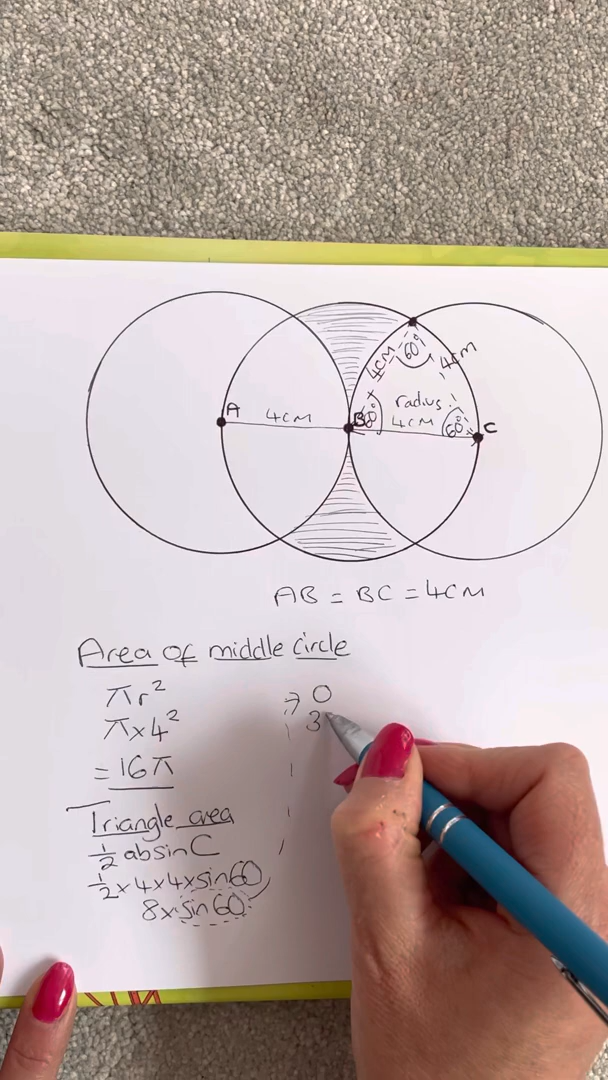 60°
4CM
4CM
radius
A
4CM
B
60°
4CM
60°
C
AB = BC = 4CM
Area of middle circle
πr²
π×4²
= 16π
→ 0
3
Triangle area
½ absinC
½×4×4×sin60
8×sin60